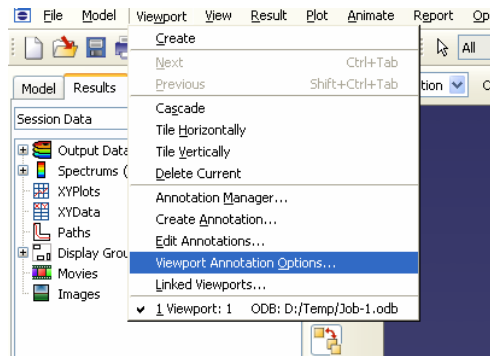 File Model Viewport View Result Plot Animate Report Op
All
Model Results
tion
Session Data
Output Data
Spectrums (
XYPlots
XYData
Paths
Display Grou
Movies
Images
Create
Next Ctrl+Tab
Previous Shift+Ctrl+Tab
Cascade
Tile Horizontally
Tile Vertically
Delete Current
Annotation Manager...
Create Annotation...
Edit Annotations...
Viewport Annotation Options...
Linked Viewports...
1 Viewport: 1 ODB: D:/Temp/Job-1.odb